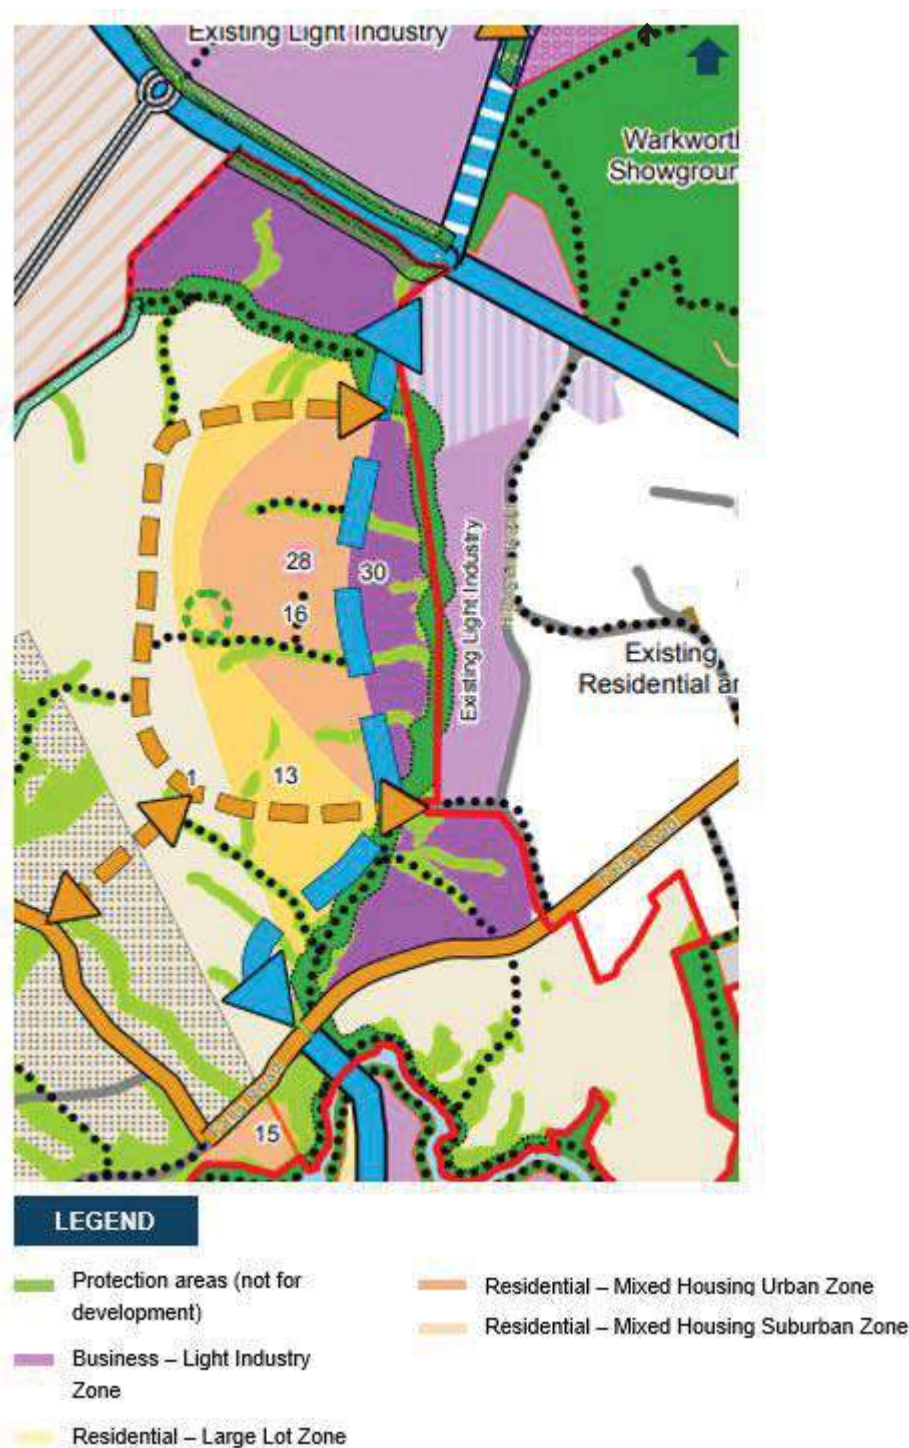 Existing Light Industry
Warkworth
Showgroun
28
30
16
Existing Light Industry
Existing
Residential ar
1
13
15
LEGEND
Protection areas (not for
development)
Business – Light Industry
Zone
Residential – Large Lot Zone
Residential – Mixed Housing Urban Zone
Residential – Mixed Housing Suburban Zone